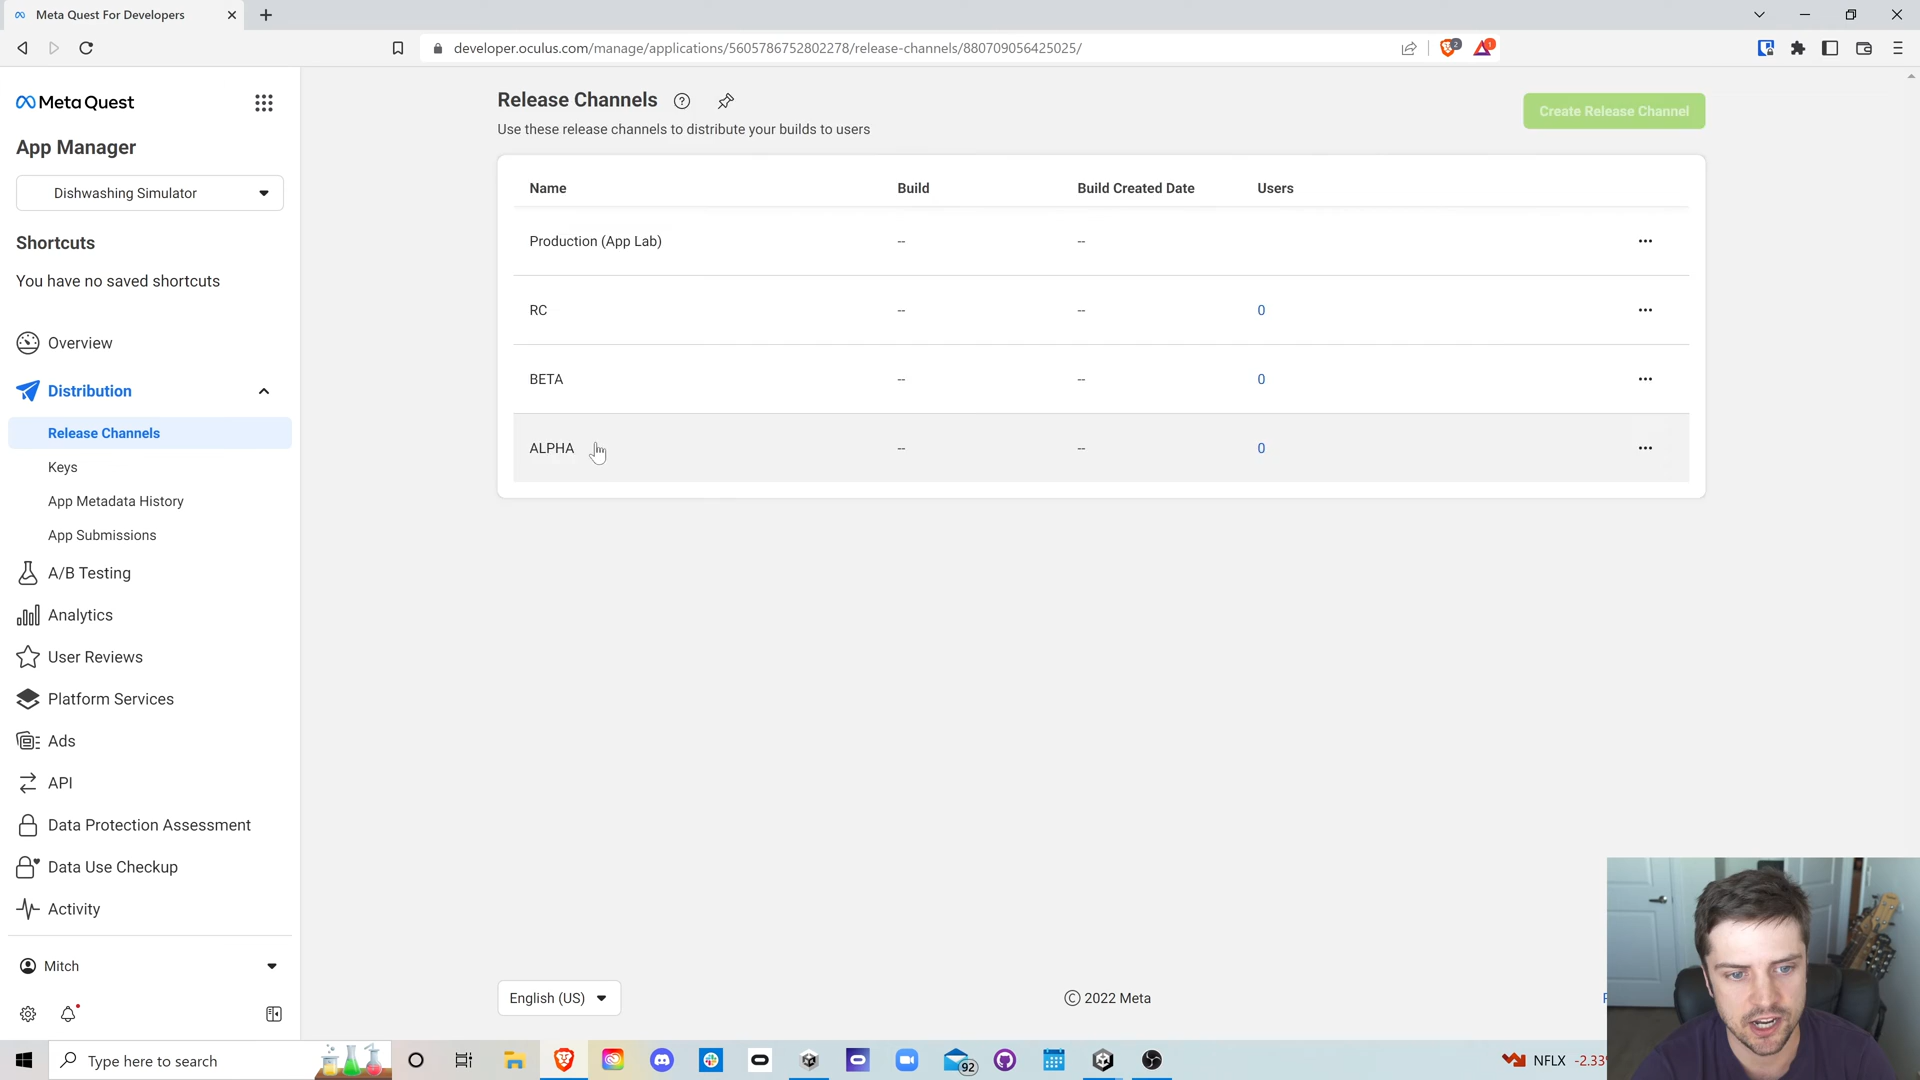 Meta Quest For Developers
developer.oculus.com/manage/applications/5605786752802278/release-channels/880709056425025/
2
1
Meta Quest
App Manager
Dishwashing Simulator
Shortcuts
You have no saved shortcuts
Overview
Distribution
Release Channels
Keys
App Metadata History
App Submissions
A/B Testing
Analytics
User Reviews
Platform Services
Ads
API
Data Protection Assessment
Data Use Checkup
Activity
Mitch
Release Channels
Use these release channels to distribute your builds to users
Create Release Channel
Name Build Build Created Date Users
Production (App Lab) -- --
RC -- -- 0
BETA -- -- 0
ALPHA -- -- 0
English (US)
© 2022 Meta
Type here to search
92
NFLX -2.33